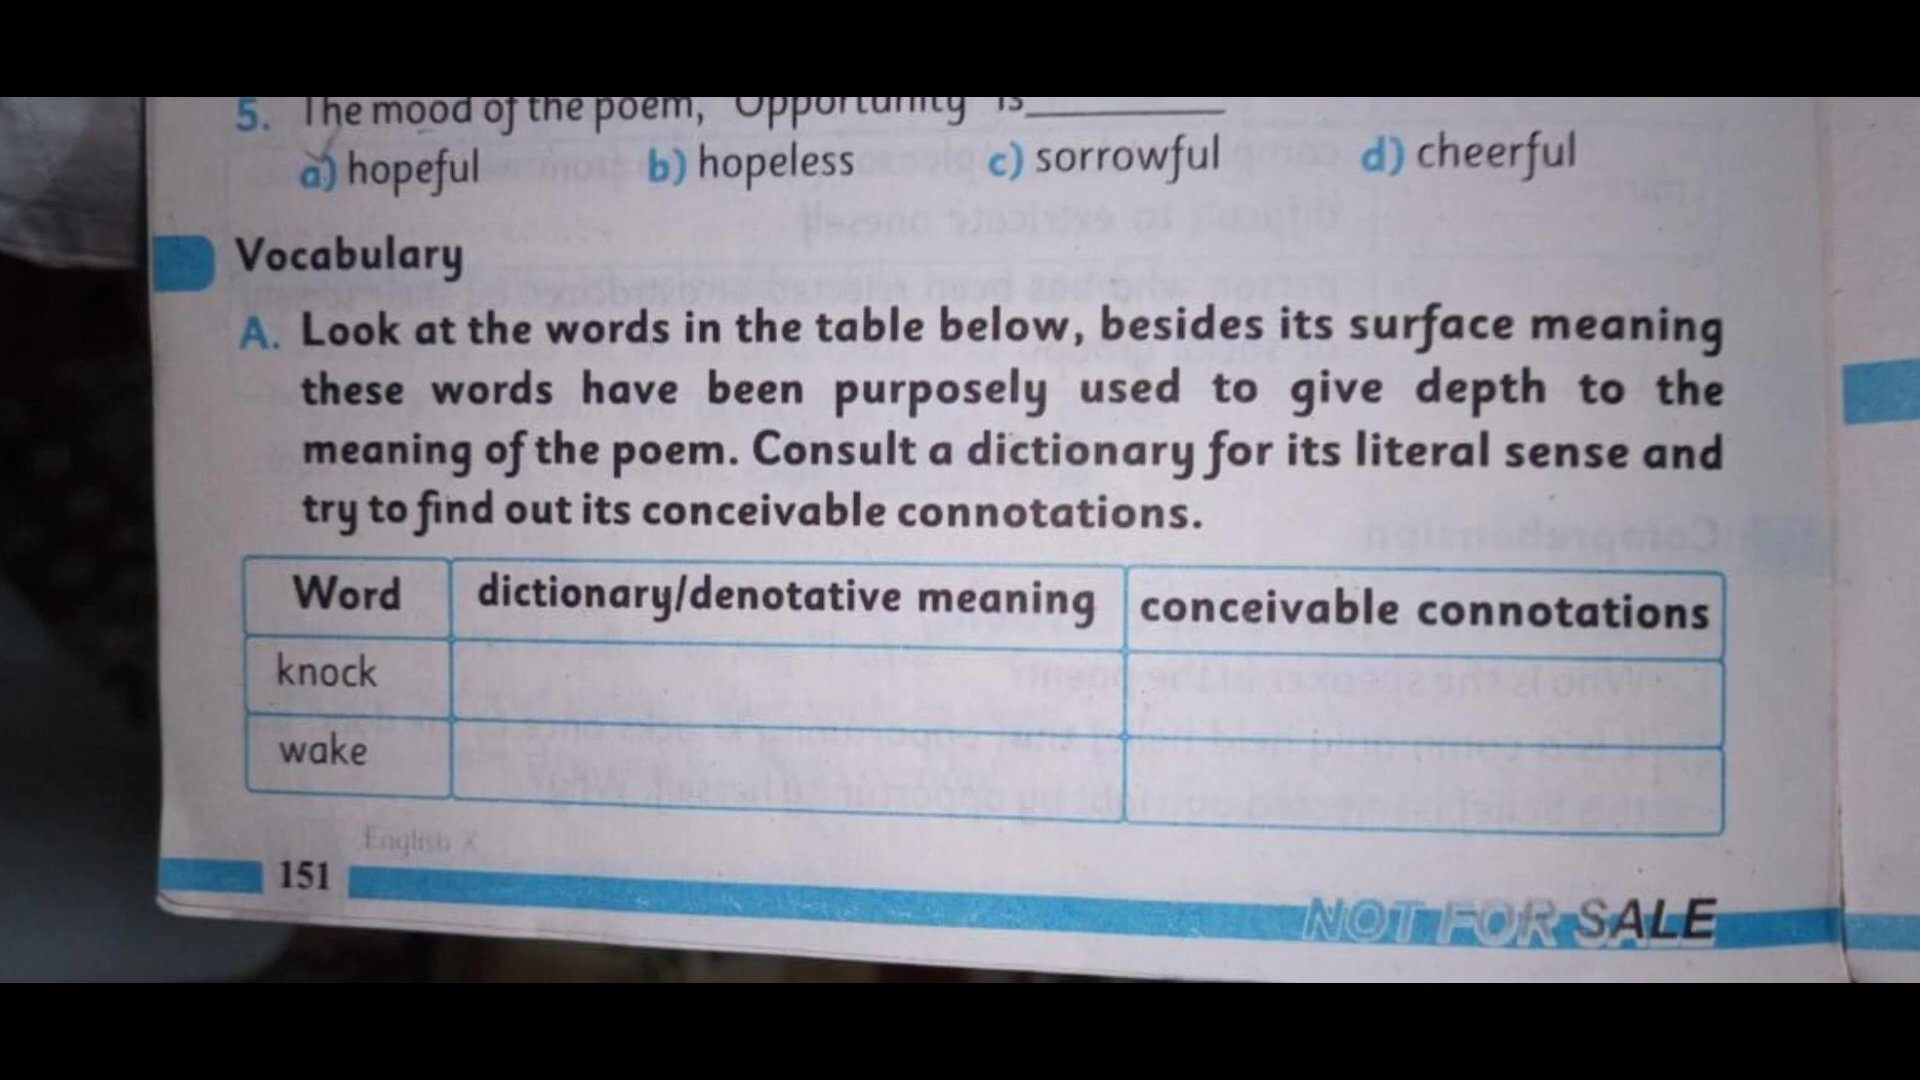 5. The mood of the poem, "Opportunity" is__________
a) hopeful b) hopeless c) sorrowful d) cheerful
Vocabulary
A. Look at the words in the table below, besides its surface meaning
these words have been purposely used to give depth to the
meaning of the poem. Consult a dictionary for its literal sense and
try to find out its conceivable connotations.
Word dictionary/denotative meaning conceivable connotations
knock
wake
English X
151
NOT FOR SALE